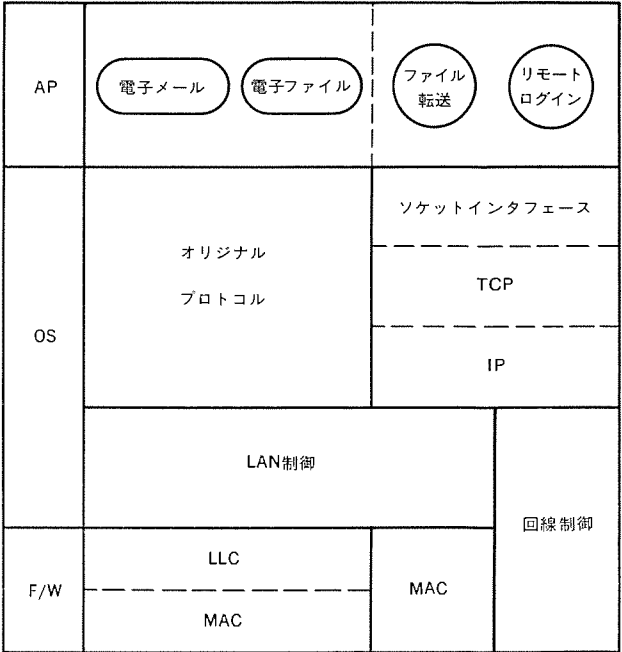 AP
電子メール
電子ファイル
ファイル
転送
リモート
ログイン
OS
オリジナル
プロトコル
ソケットインタフェース
TCP
IP
LAN制御
回線制御
F/W
LLC
MAC
MAC